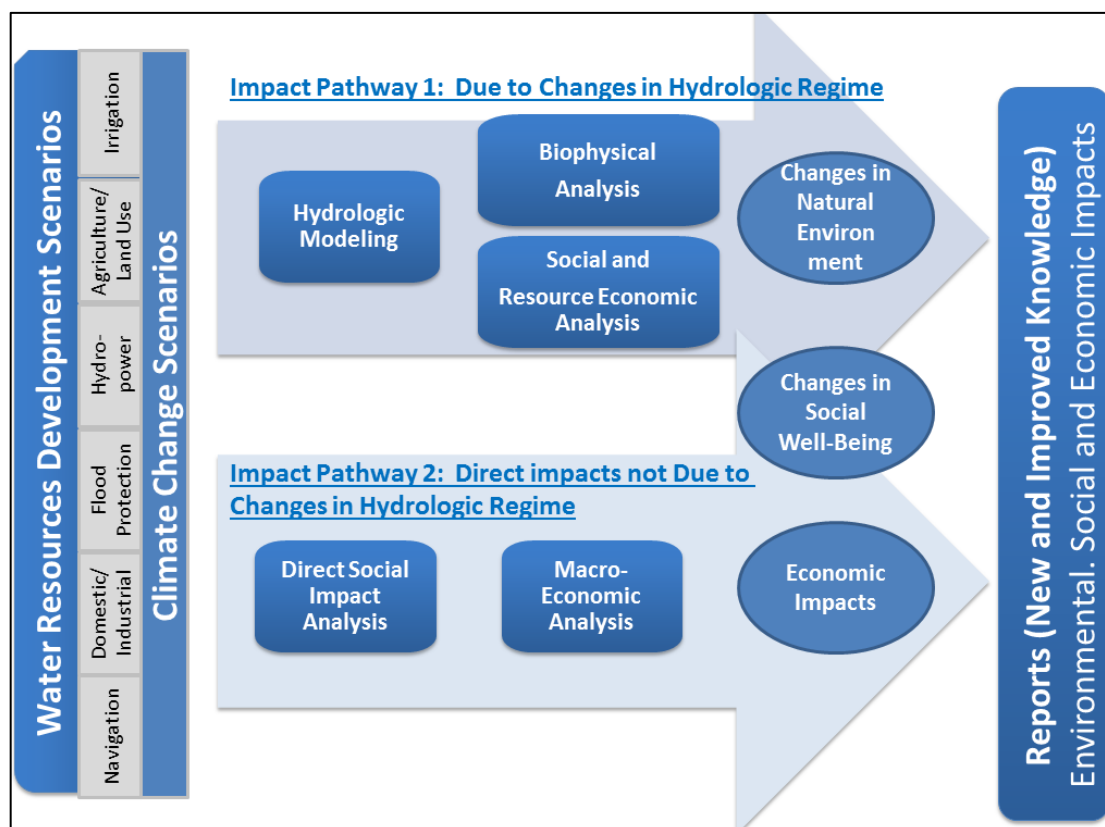 Water Resources Development Scenarios
Irrigation
Agriculture/
Land Use
Hydro-
power
Flood
Protection
Domestic/
Industrial
Navigation
Climate Change Scenarios
Impact Pathway 1:  Due to Changes in Hydrologic Regime
Hydrologic
Modeling
Biophysical
Analysis
Social and
Resource Economic
Analysis
Changes in
Natural
Environ
ment
Changes in
Social
Well-Being
Impact Pathway 2:  Direct impacts not Due to
Changes in Hydrologic Regime
Direct Social
Impact
Analysis
Macro-
Economic
Analysis
Economic
Impacts
Reports (New and Improved Knowledge)
Environmental. Social and Economic Impacts